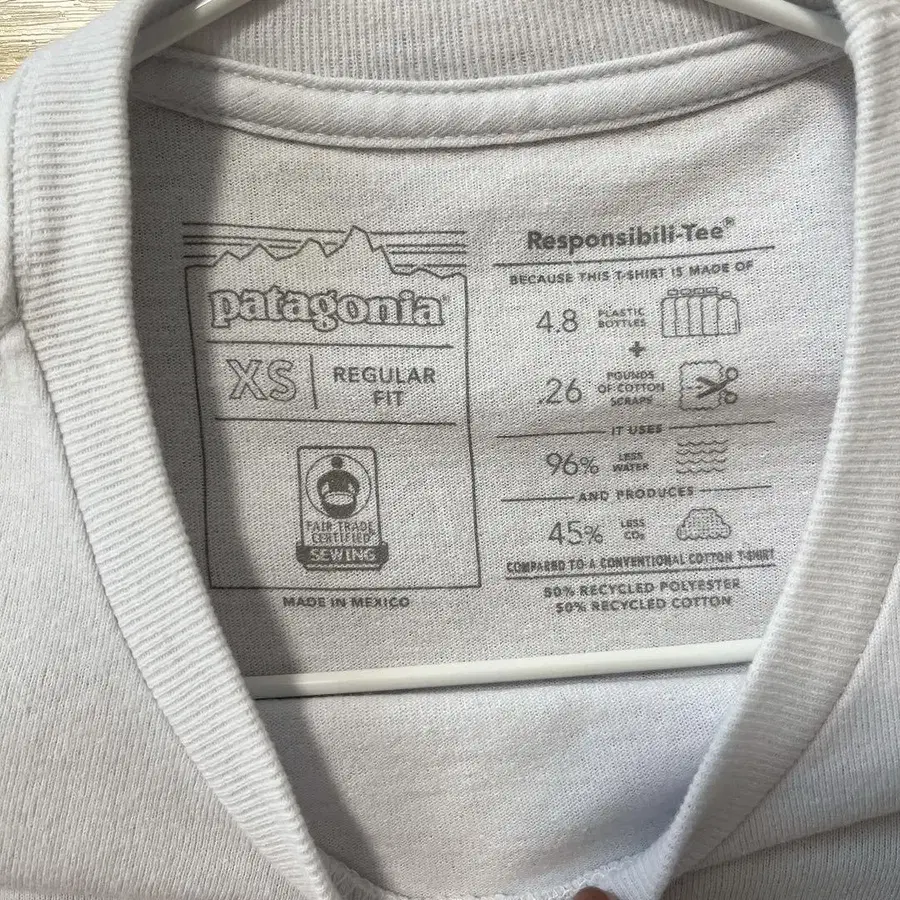 patagonia®
XS
REGULAR
FIT
FAIR TRADE
CERTIFIED
SEWING
MADE IN MEXICO
Responsibili-Tee®
BECAUSE THIS T-SHIRT IS MADE OF
4.8 PLASTIC
BOTTLES
+
.26 POUNDS
OF COTTON
SCRAPS
IT USES
96% LESS
WATER
AND PRODUCES
45% LESS
CO₂
COMPARED TO A CONVENTIONAL COTTON T-SHIRT
50% RECYCLED POLYESTER
50% RECYCLED COTTON